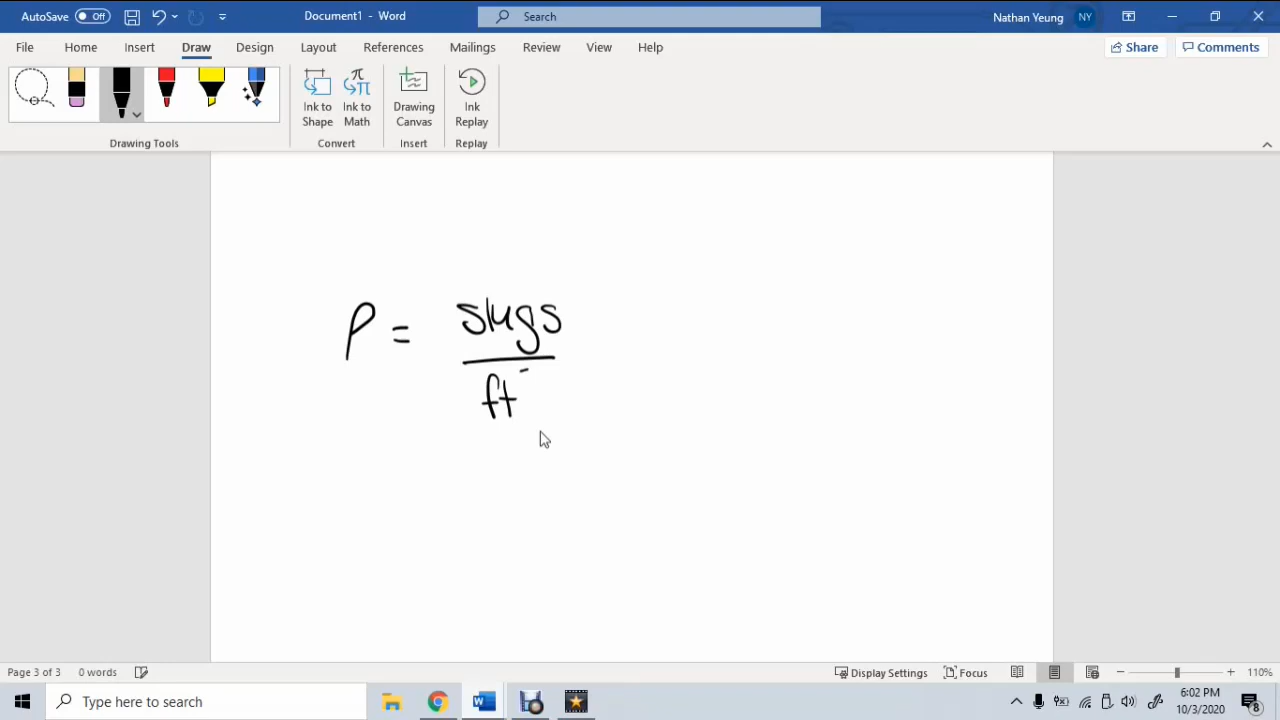 AutoSave Off Document1 - Word Search Nathan Yeung NY
File Home Insert Draw Design Layout References Mailings Review View Help Share Comments
Ink to Shape Ink to Math Drawing Canvas Ink Replay
Drawing Tools Convert Insert Replay
ρ = slugs
ft
Page 3 of 3 0 words Display Settings Focus 110%
Type here to search 6:02 PM
10/3/2020 8